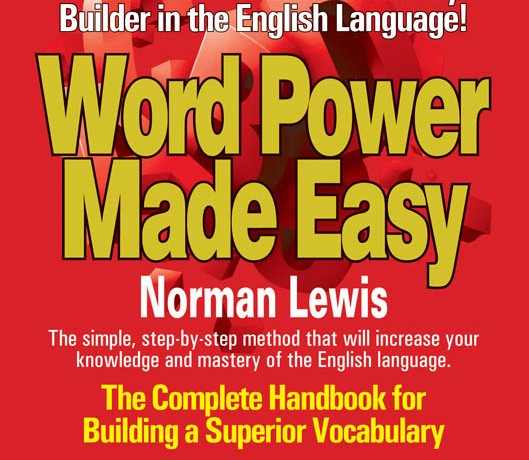 Builder in the English Language!
Word Power
Made Easy
Norman Lewis
The simple, step-by-step method that will increase your
knowledge and mastery of the English language.
The Complete Handbook for
Building a Superior Vocabulary